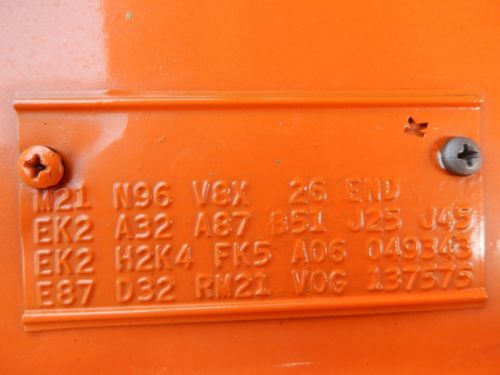 M21 N96 V8X 26 END
EK2 A32 A87 B51 J25 J45
EK2 H2K4 FK5 A06 049343
E87 D32 RM21 V0G 137575